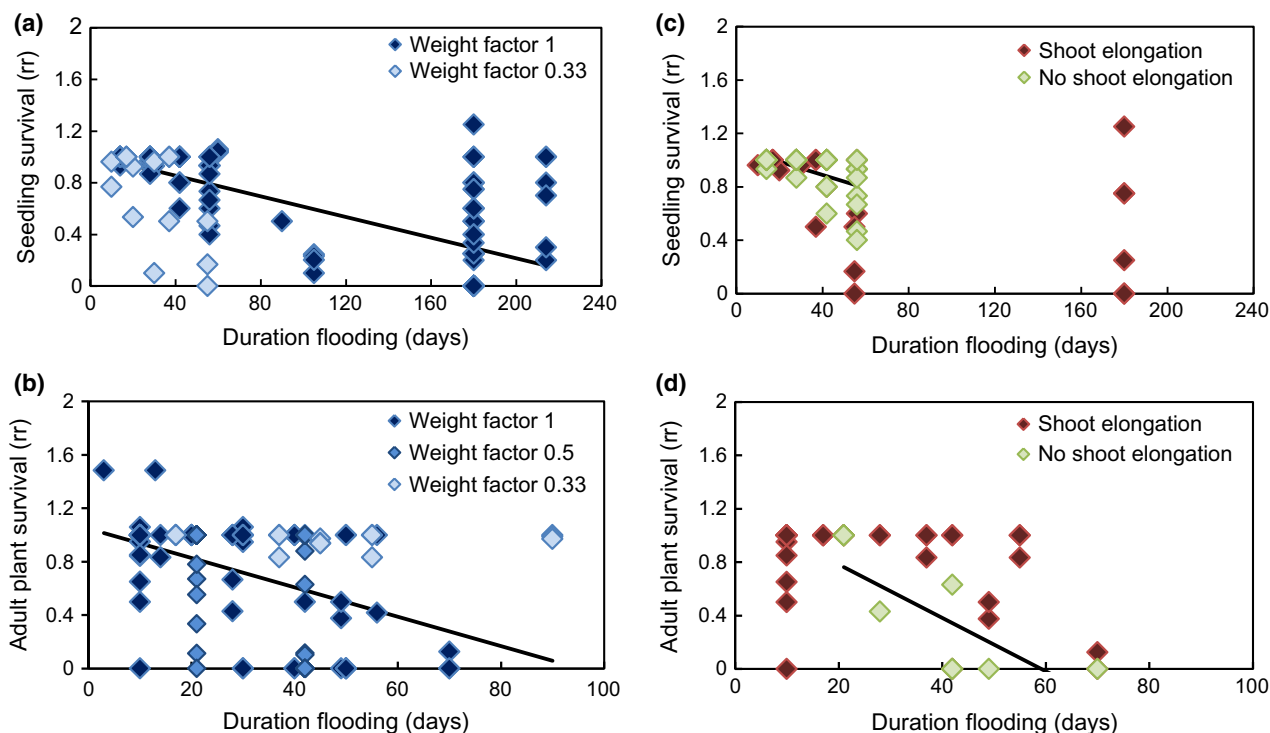 (a)
Seedling survival (rr)
2
1.6
1.2
0.8
0.4
0
Weight factor 1
Weight factor 0.33
0 40 80 120 160 200 240
Duration flooding (days)
(c)
Seedling survival (rr)
2
1.6
1.2
0.8
0.4
0
Shoot elongation
No shoot elongation
0 40 80 120 160 200 240
Duration flooding (days)
(b)
Adult plant survival (rr)
2
1.6
1.2
0.8
0.4
0
Weight factor 1
Weight factor 0.5
Weight factor 0.33
0 20 40 60 80 100
Duration flooding (days)
(d)
Adult plant survival (rr)
2
1.6
1.2
0.8
0.4
0
Shoot elongation
No shoot elongation
0 20 40 60 80 100
Duration flooding (days)